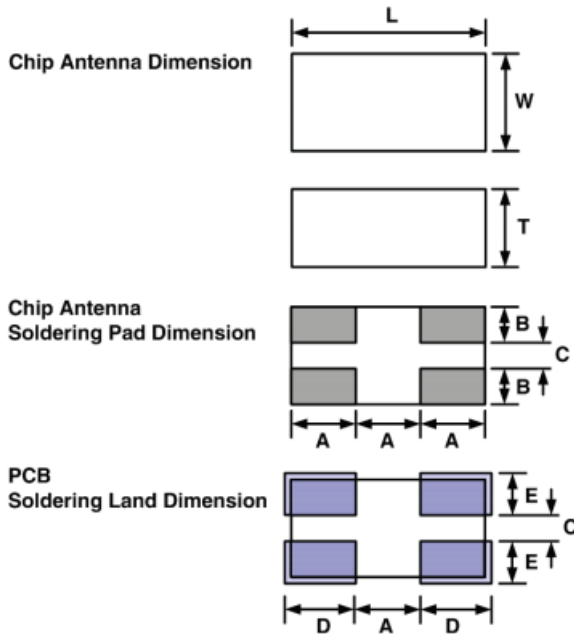 L
Chip Antenna Dimension
W
T
Chip Antenna
Soldering Pad Dimension
B
C
B
A A A
PCB
Soldering Land Dimension
E
C
E
D A D